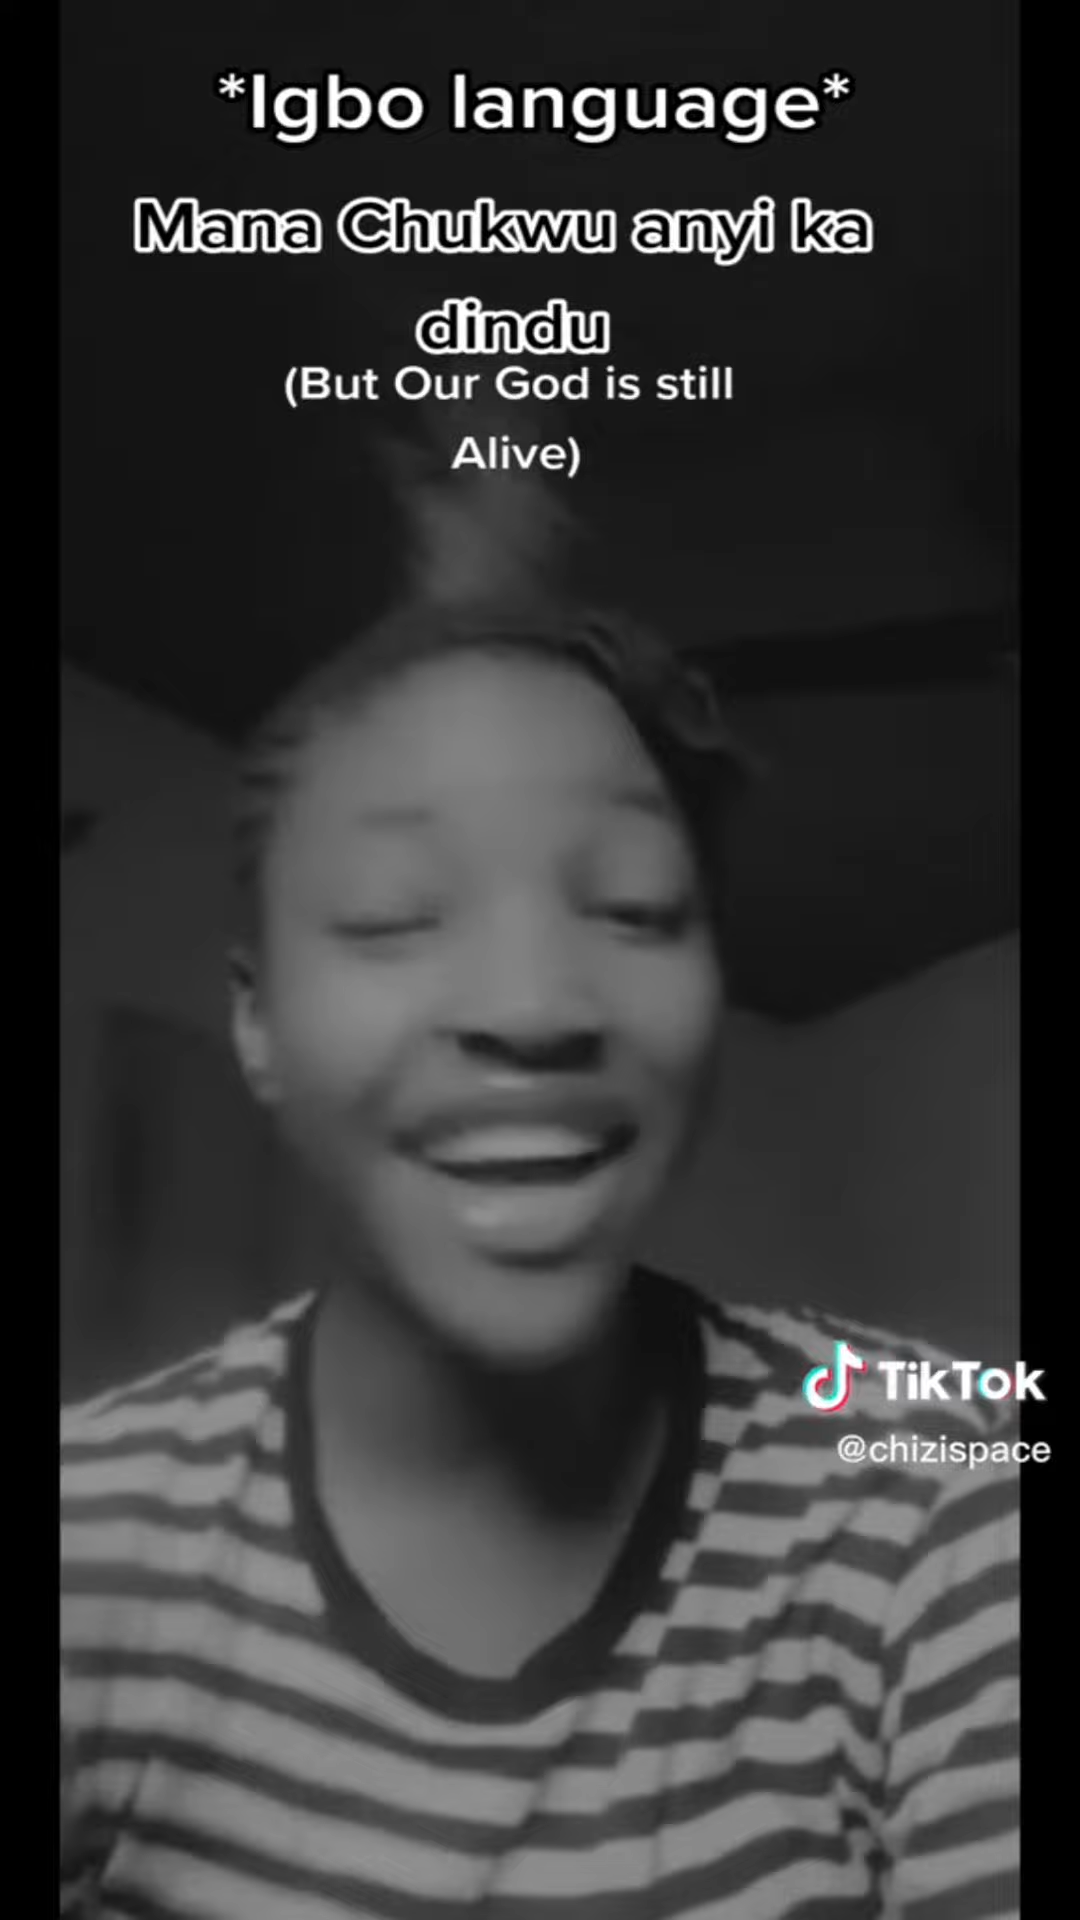 *Igbo language*
Mana Chukwu anyi ka
dindu
(But Our God is still
Alive)
TikTok
@chizispace